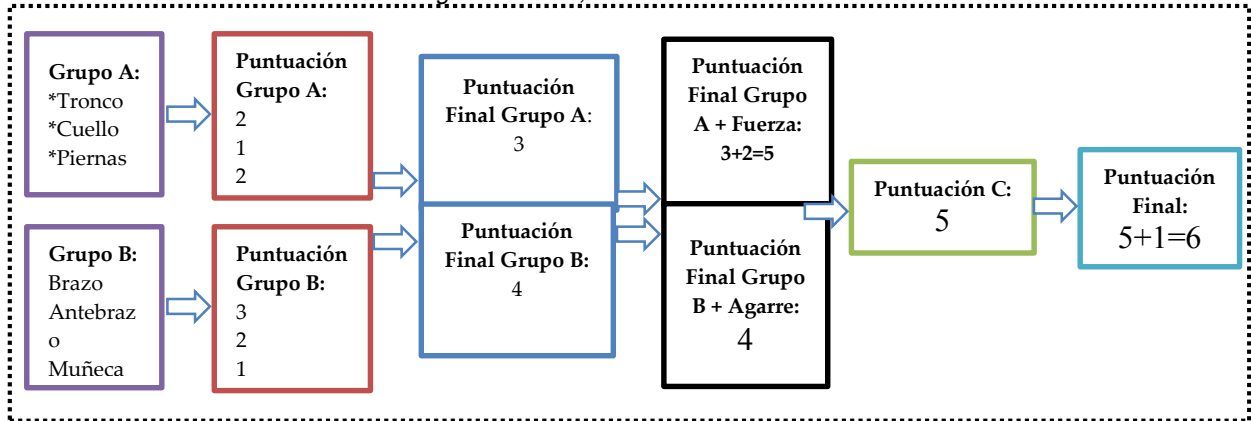 Grupo A:
*Tronco
*Cuello
*Piernas
Puntuación
Grupo A:
2
1
2
Puntuación
Final Grupo A:
3
Puntuación
Final Grupo
A + Fuerza:
3+2=5
Grupo B:
Brazo
Antebraz
o
Muñeca
Puntuación
Grupo B:
3
2
1
Puntuación
Final Grupo B:
4
Puntuación
Final Grupo
B + Agarre:
4
Puntuación C:
5
Puntuación
Final:
5+1=6